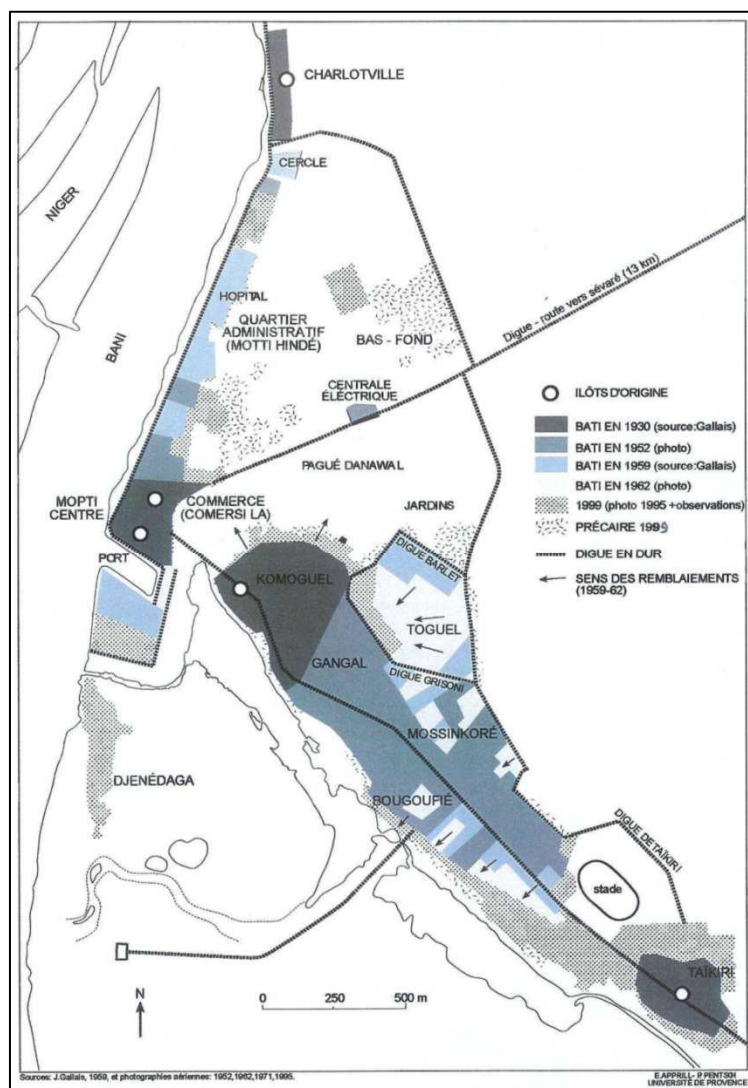 CHARLOTVILLE
CERCLE
NIGER
BANI
HOPITAL
QUARTIER
ADMINISTRATIF
(MOTTI HINDÉ)
BAS - FOND
Digue - route vers sévaré (13 km)
CENTRALE
ÉLÉCTRIQUE
PAGUÉ DANAWAL
JARDINS
MOPTI
CENTRE
COMMERCE
(COMERSI LA)
PORT
KOMOGUEL
DIGUE BARLET
TOGUEL
GANGAL
DIGUE GRISONI
MOSSINKORÉ
DJENÉDAGA
BOUGOUFIÉ
DIGUE DE TAÏKIRI
stade
TAÏKIRI
ILÔTS D'ORIGINE
BATI EN 1930 (source:Gallais)
BATI EN 1952 (photo)
BATI EN 1959 (source:Gallais)
BATI EN 1962 (photo)
1999 (photo 1995 +observations)
PRÉCAIRE 1999
DIGUE EN DUR
SENS DES REMBLAIEMENTS
(1959-62)
N
0 250 500 m
Sources: J.Gallais, 1959, et photographies aériennes: 1952,1962,1971,1995.
E.APPRILL- P.PENTSCH
UNIVERSITÉ DE PROVENCE